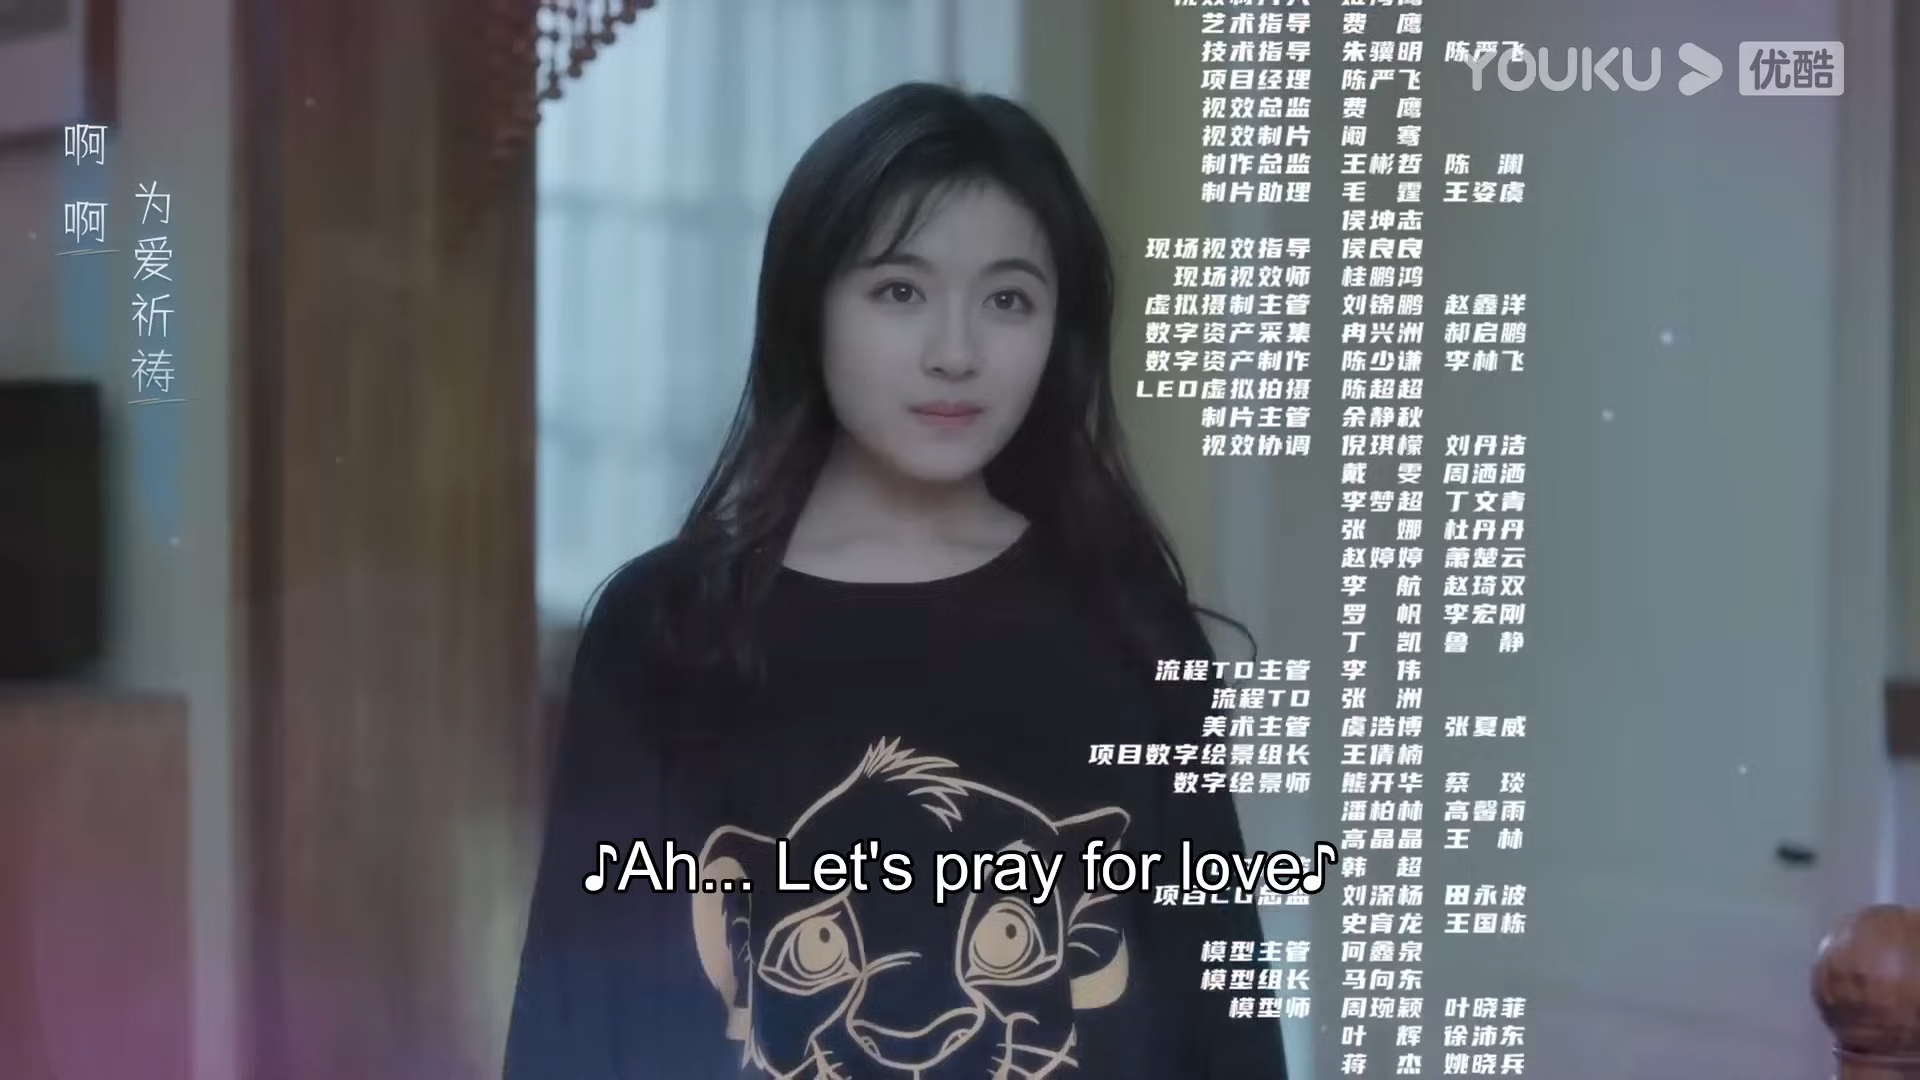 艺术指导 费 鹰
技术指导 朱骥明 陈严飞
YOUKU 优酷
项目经理 陈严飞
视效总监 费 鹰
视效制片 阚 骞
制作总监 王彬哲 陈 渊
制片助理 毛 霆 王姿虞
侯坤志
现场视效指导 侯良良
现场视效师 桂鹏鸿
虚拟摄制主管 刘锦鹏 赵鑫洋
数字资产采集 冉兴洲 郝启鹏
数字资产制作 陈少谦 李林飞
LED虚拟拍摄 陈超超
制片主管 余静秋
视效协调 倪琪檬 刘丹洁
戴 雯 周洒洒
李梦超 丁文青
张 娜 杜丹丹
赵婷婷 萧楚云
李 航 赵琦双
罗 帆 李宏刚
丁 凯 鲁 静
流程TD主管 李 伟
流程TD 张 洲
美术主管 虞浩博 张夏威
项目数字绘景组长 王倩楠
数字绘景师 熊开华 蔡 琰
潘柏林 高馨雨
高晶晶 王 林
韩 超
项目CG总监 刘深杨 田永波
史育龙 王国栋
模型主管 何鑫泉
模型组长 马向东
模型师 周琬颖 叶晓菲
叶 辉 徐沛东
蒋 杰 姚晓兵
啊啊
为爱祈祷
♪Ah... Let's pray for love♪